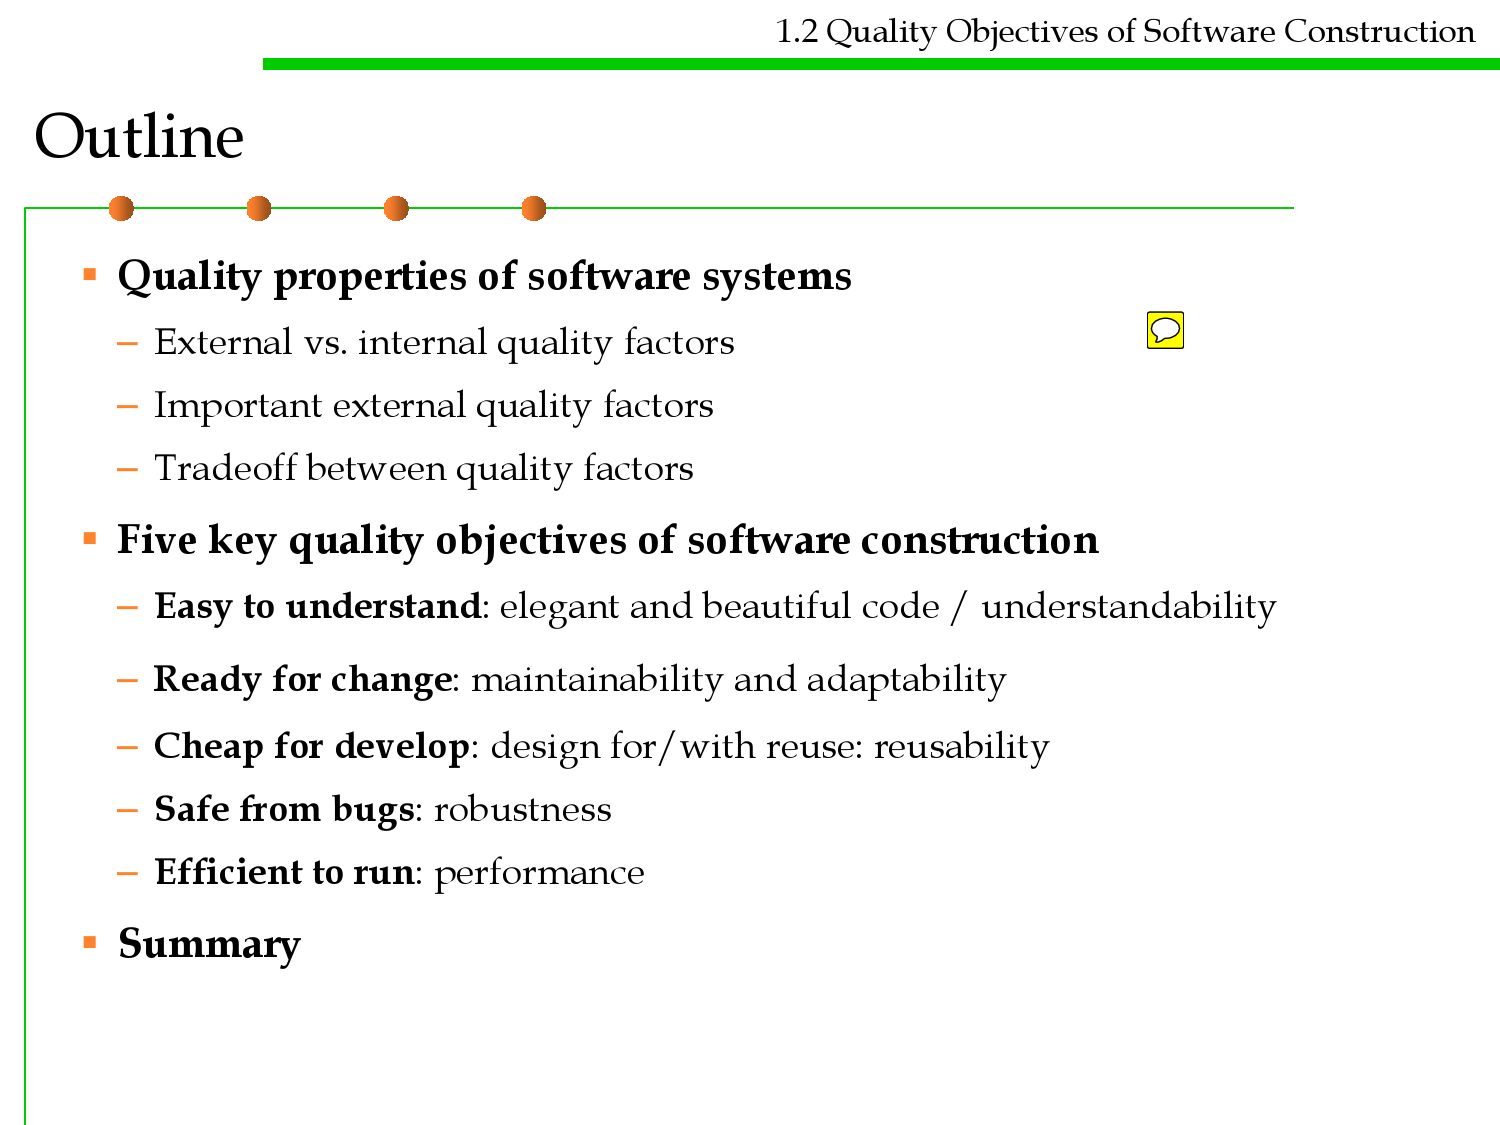 1.2 Quality Objectives of Software Construction
Outline
▪ Quality properties of software systems
– External vs. internal quality factors
– Important external quality factors
– Tradeoff between quality factors
▪ Five key quality objectives of software construction
– Easy to understand: elegant and beautiful code / understandability
– Ready for change: maintainability and adaptability
– Cheap for develop: design for/with reuse: reusability
– Safe from bugs: robustness
– Efficient to run: performance
▪ Summary